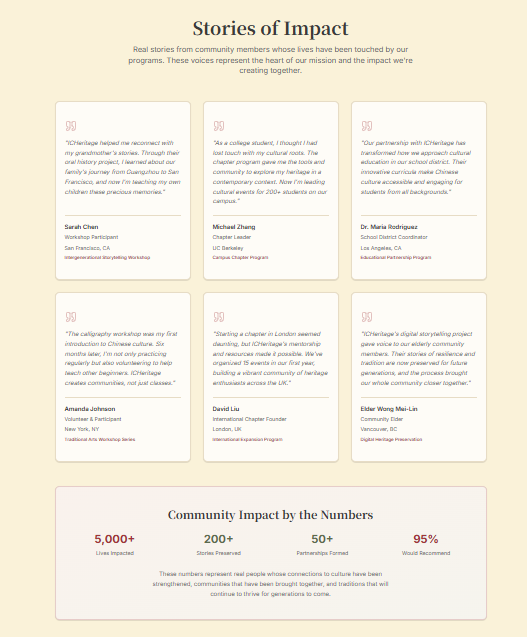 Stories of Impact
Real stories from community members whose lives have been touched by our
programs. These voices represent the heart of our mission and the impact we're
creating together.
"ICHeritage helped me reconnect with
my grandmother's stories. Through their
oral history project, I learned about our
family's journey from Guangzhou to San
Francisco, and now I'm teaching my own
children these precious memories."
Sarah Chen
Workshop Participant
San Francisco, CA
Intergenerational Storytelling Workshop
"As a college student, I thought I had
lost touch with my cultural roots. The
chapter program gave me the tools and
community to explore my heritage in a
contemporary context. Now I'm leading
cultural events for 200+ students on our
campus."
Michael Zhang
Chapter Leader
UC Berkeley
Campus Chapter Program
"Our partnership with ICHeritage has
transformed how we approach cultural
education in our school district. Their
innovative curricula make Chinese
culture accessible and engaging for
students from all backgrounds."
Dr. Maria Rodriguez
School District Coordinator
Los Angeles, CA
Educational Partnership Program
"The calligraphy workshop was my first
introduction to Chinese culture. Six
months later, I'm not only practicing
regularly but also volunteering to help
teach other beginners. ICHeritage
creates communities, not just classes."
Amanda Johnson
Volunteer & Participant
New York, NY
Traditional Arts Workshop Series
"Starting a chapter in London seemed
daunting, but ICHeritage's mentorship
and resources made it possible. We've
organized 15 events in our first year,
building a vibrant community of heritage
enthusiasts across the UK."
David Liu
International Chapter Founder
London, UK
International Expansion Program
"ICHeritage's digital storytelling project
gave voice to our elderly community
members. Their stories of resilience and
tradition are now preserved for future
generations, and the process brought
our whole community closer together."
Elder Wong Mei-Lin
Community Elder
Vancouver, BC
Digital Heritage Preservation
Community Impact by the Numbers
5,000+
Lives Impacted
200+
Stories Preserved
50+
Partnerships Formed
95%
Would Recommend
These numbers represent real people whose connections to culture have been
strengthened, communities that have been brought together, and traditions that will
continue to thrive for generations to come.